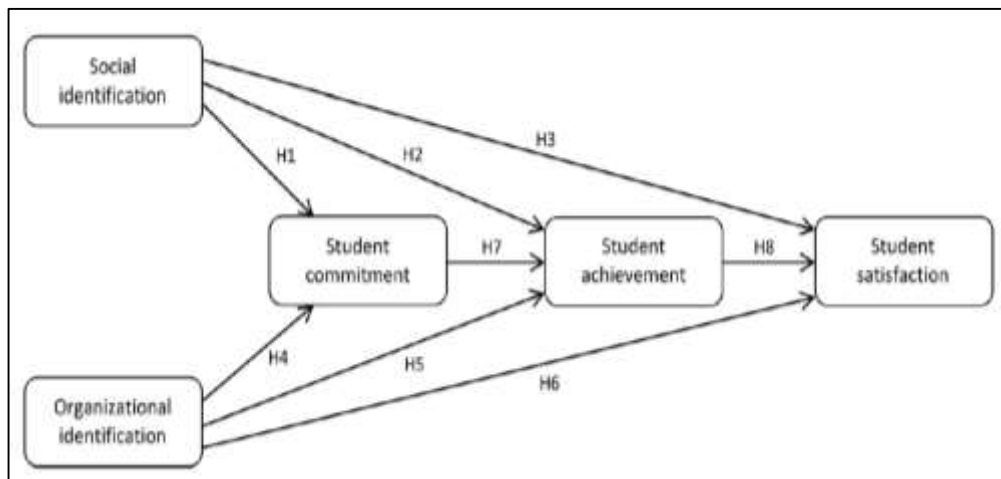 Social
identification
H3
H2
H1
Student
commitment
H7
Student
achievement
H8
Student
satisfaction
H4
H5
H6
Organizational
identification